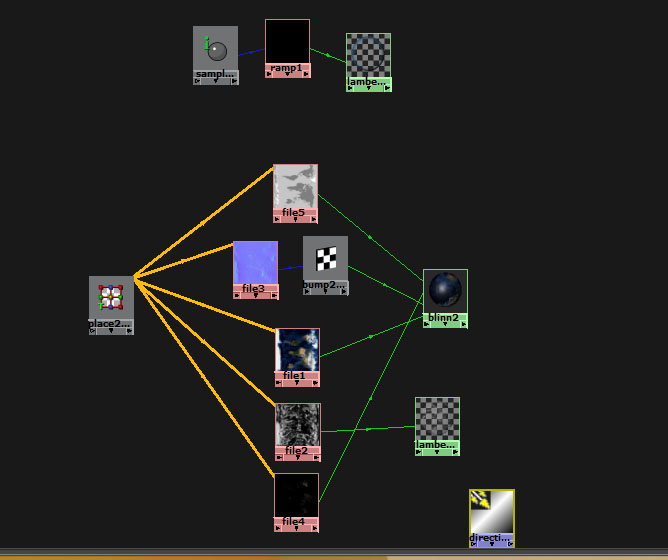 sampl...
ramp1
lambe...
file5
file3
bump2...
place2...
blinn2
file1
file2
lambe...
file4
directi...